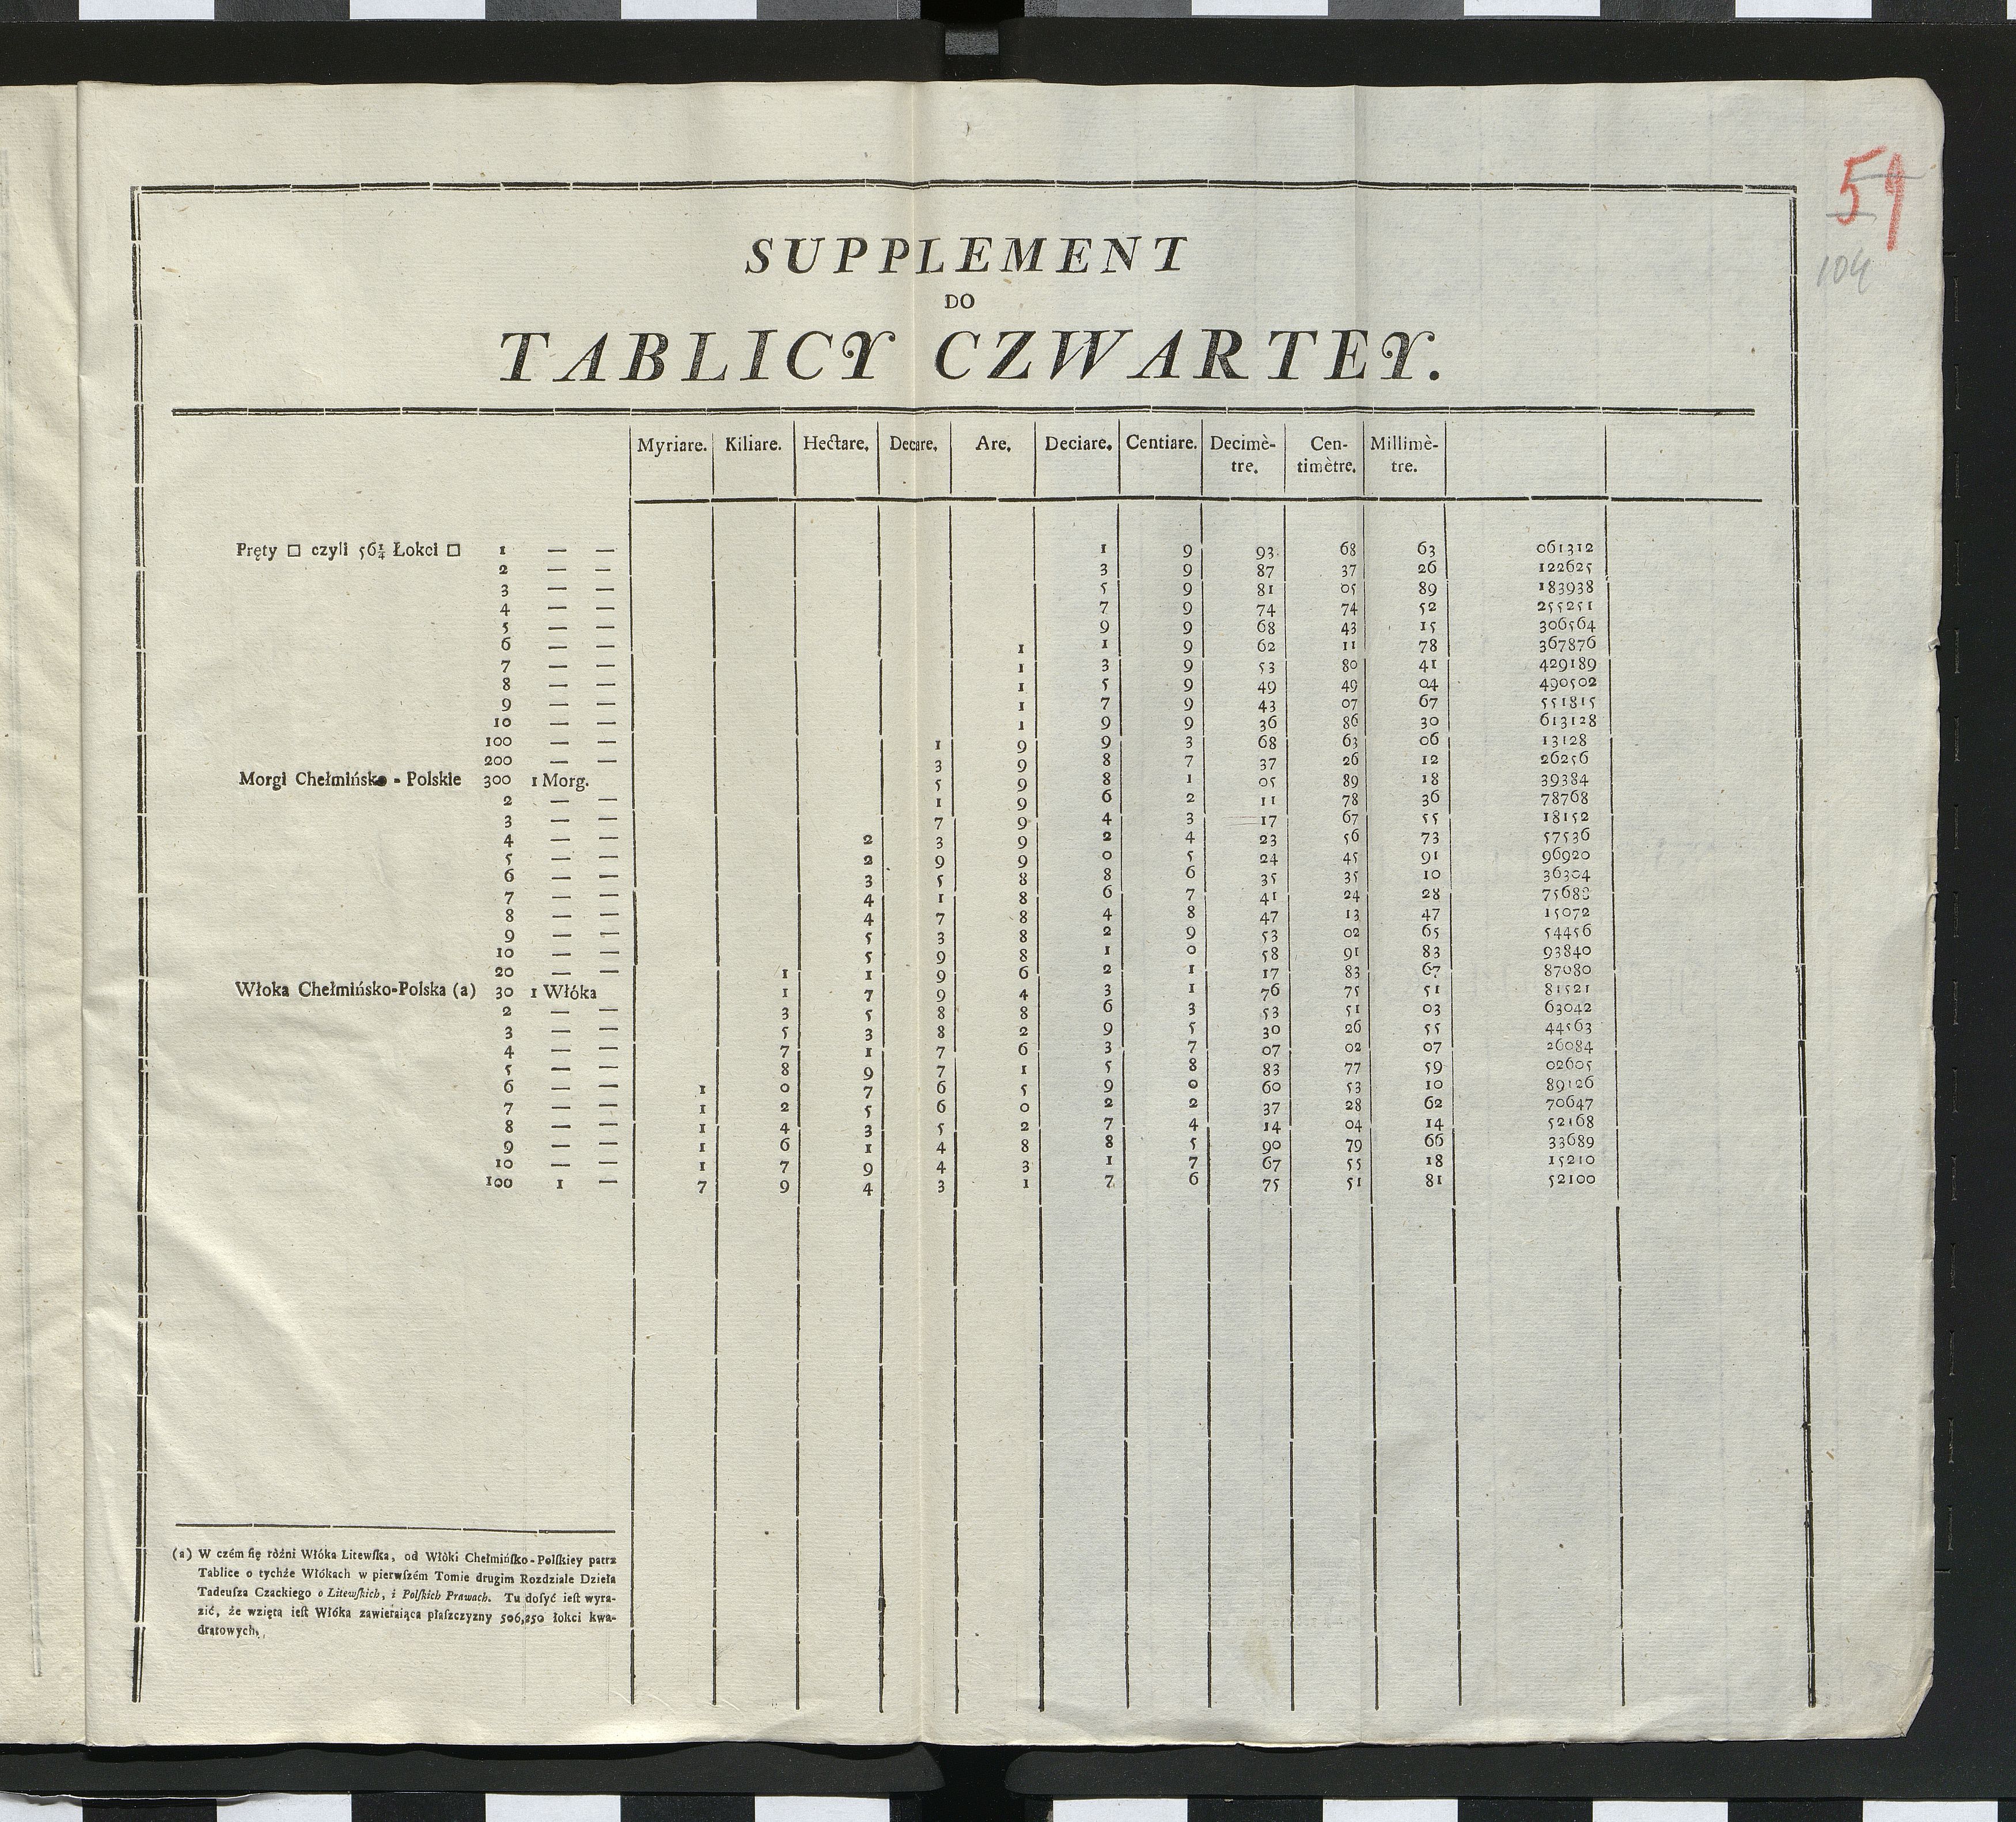 59
104
SUPPLEMENT
DO
TABLICY CZWARTEY.
Myriare. Kiliare. Hectare. Decare. Are. Deciare. Centiare. Decimè- Cen- Millimè-
tre. timètre. tre.
Pręty □ czyli 56¼ Łokci □ 1 — — 1 9 93 68 63 061312
2 — — 3 9 87 37 26 122625
3 — — 5 9 81 05 89 183938
4 — — 7 9 74 74 52 255251
5 — — 9 9 68 43 15 306564
6 — — 1 1 9 62 11 78 367876
7 — — 1 3 9 53 80 41 429189
8 — — 1 5 9 49 49 04 490502
9 — — 1 7 9 43 07 67 551815
10 — — 1 9 9 36 86 30 613128
100 — — 1 9 9 3 68 63 06 13128
200 — — 3 9 8 7 37 26 12 26256
Morgi Chełmińsko - Polskie 300 1 Morg. 5 9 8 1 05 89 18 39384
2 — — 1 9 6 2 11 78 36 78768
3 — — 7 9 4 3 17 67 55 18152
4 — — 2 3 9 2 4 23 56 73 57536
5 — — 2 9 9 0 5 24 45 91 96920
6 — — 3 5 8 8 6 35 35 10 36304
7 — — 4 1 8 6 7 41 24 28 75688
8 — — 4 7 8 4 8 47 13 47 15072
9 — — 5 3 8 2 9 53 02 65 54456
10 — — 5 9 8 1 0 58 91 83 93840
20 — — 1 1 9 6 2 1 17 83 67 87080
Włoka Chełmińsko-Polska (a) 30 1 Włóka 1 7 9 4 3 1 76 75 51 81521
2 — — 3 5 8 8 6 3 53 51 03 63042
3 — — 5 3 8 2 9 5 30 26 55 44563
4 — — 7 1 7 6 3 7 07 02 07 26084
5 — — 8 9 7 1 5 8 83 77 59 02605
6 — — 1 0 7 6 5 9 0 60 53 10 89126
7 — — 1 2 5 6 0 2 2 37 28 62 70647
8 — — 1 4 3 5 2 7 4 14 04 14 52168
9 — — 1 6 1 4 8 8 5 90 79 66 33689
10 — — 1 7 9 4 3 1 7 67 55 18 15210
100 1 — 7 9 4 3 1 7 6 75 51 81 52100
(a) W czém ſię różni Włóka Litewſka, od Włóki Chełmińſko-Polſkiey patrz
Tablice o tychże Włókach w pierwſzém Tomie drugim Rozdziale Dzieła
Tadeuſza Czackiego o Litewſkich, i Polſkich Prawach. Tu doſyć ieſt wyra-
zić, że wzięta ieſt Włóka zawieraiąca płaſzczyzny 506,250 łokci kwa-
dratowych.